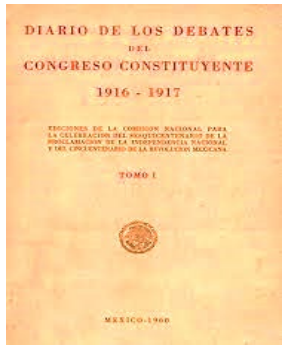 DIARIO DE LOS DEBATES
DEL
CONGRESO CONSTITUYENTE
1916 - 1917
EDICIONES DE LA COMISION NACIONAL PARA
LA CELEBRACION DEL SESQUICENTENARIO DE LA
PROCLAMACION DE LA INDEPENDENCIA NACIONAL
Y DEL CINCUENTENARIO DE LA REVOLUCION MEXICANA
TOMO I
MEXICO - 1960